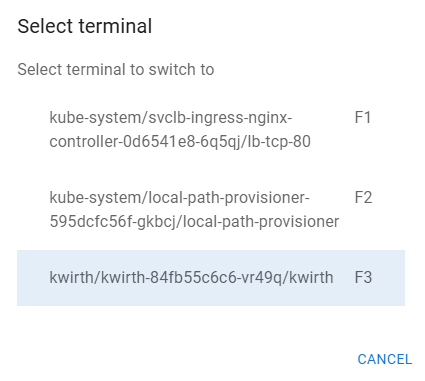 Select terminal
Select terminal to switch to
kube-system/svclb-ingress-nginx- F1
controller-0d6541e8-6q5qj/lb-tcp-80
kube-system/local-path-provisioner- F2
595dcfc56f-gkbcj/local-path-provisioner
kwirth/kwirth-84fb55c6c6-vr49q/kwirth F3
CANCEL